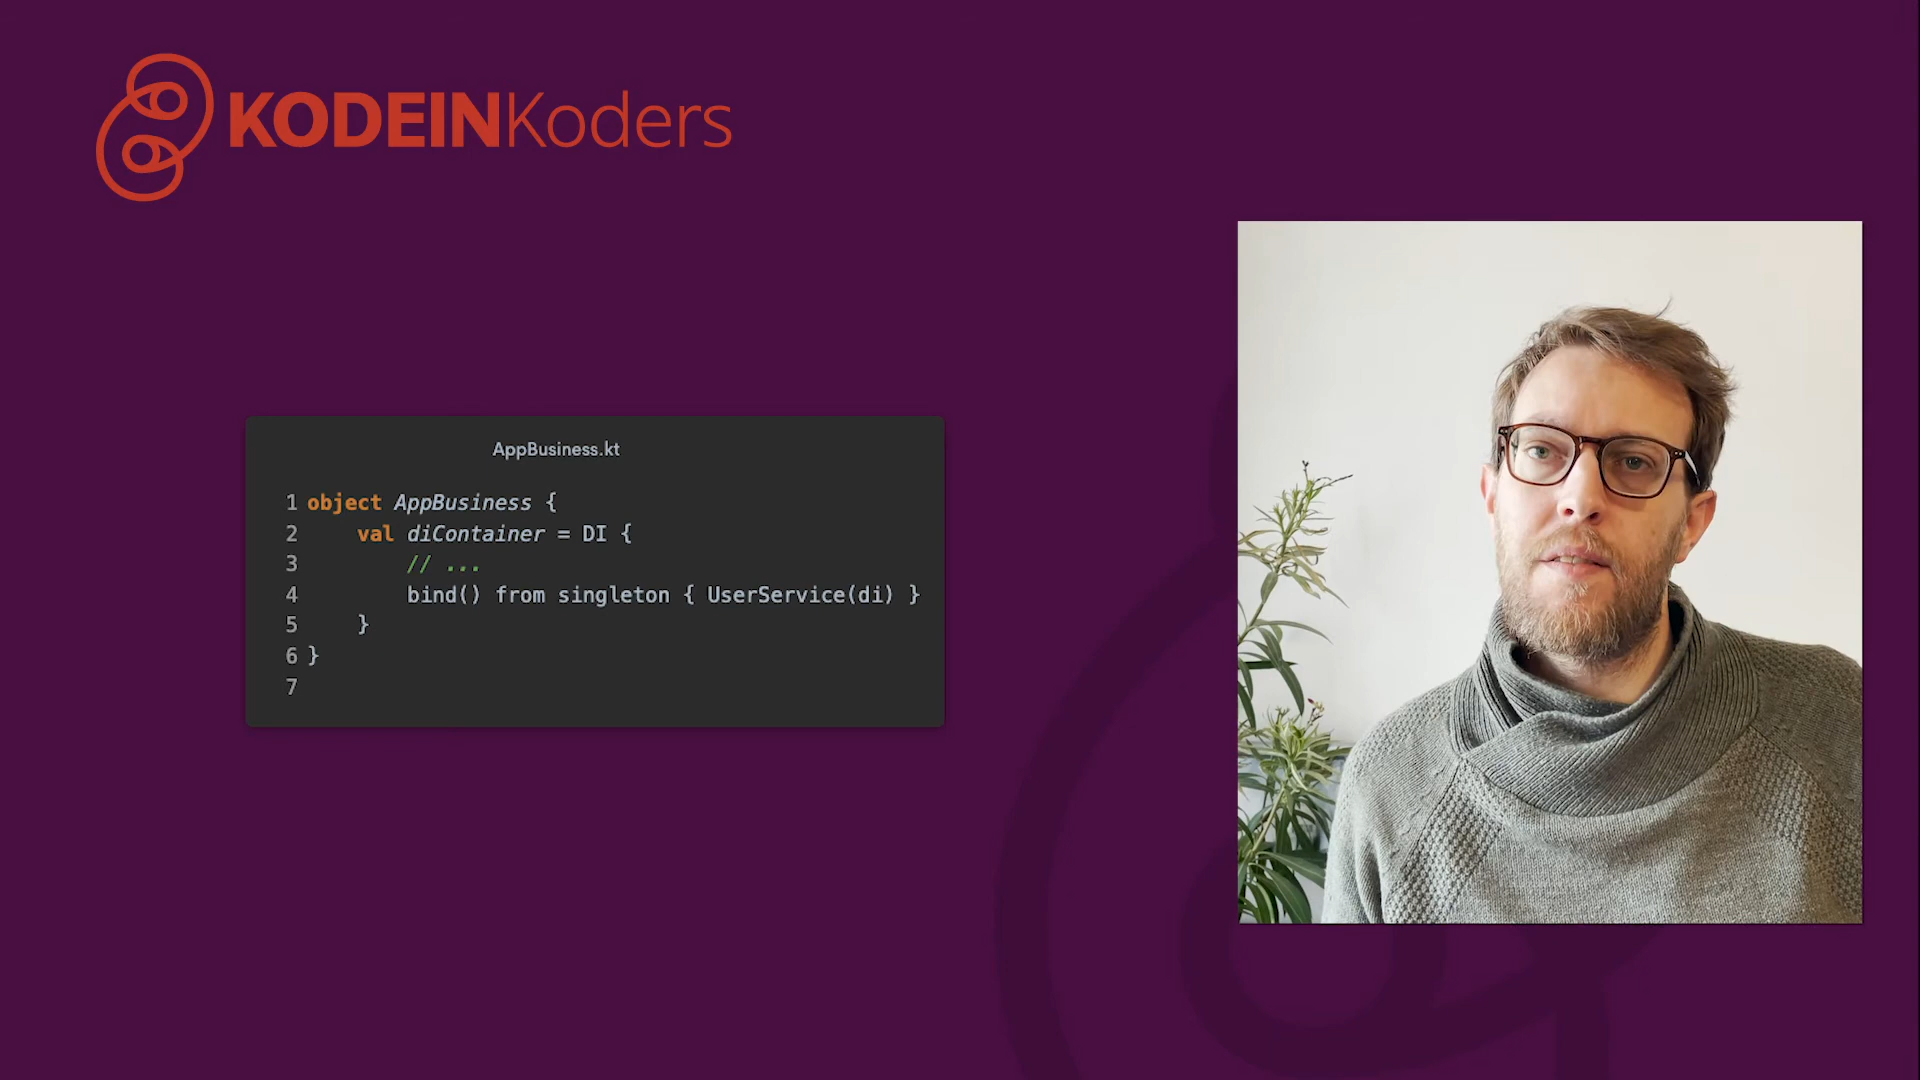 KODEINKoders
AppBusiness.kt
1 object AppBusiness {
2     val diContainer = DI {
3         // ...
4         bind() from singleton { UserService(di) }
5     }
6 }
7